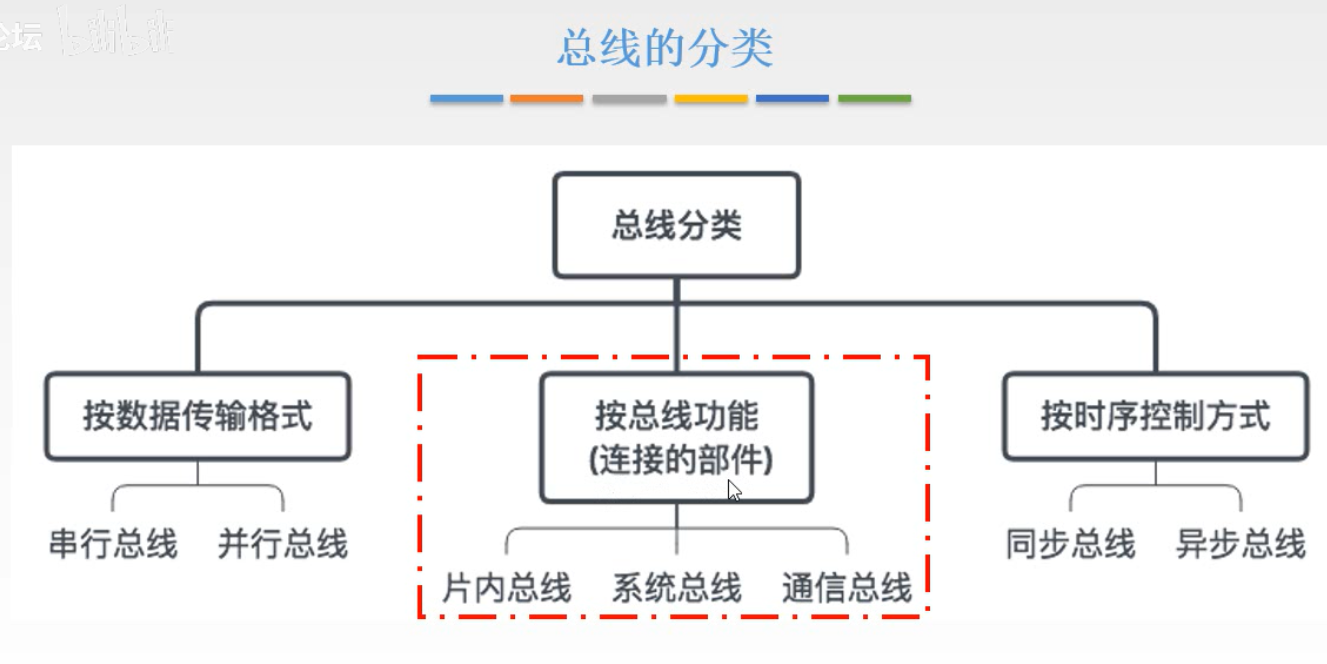 论坛
bilibili
总线的分类
总线分类
按数据传输格式
按总线功能
(连接的部件)
按时序控制方式
串行总线
并行总线
片内总线
系统总线
通信总线
同步总线
异步总线